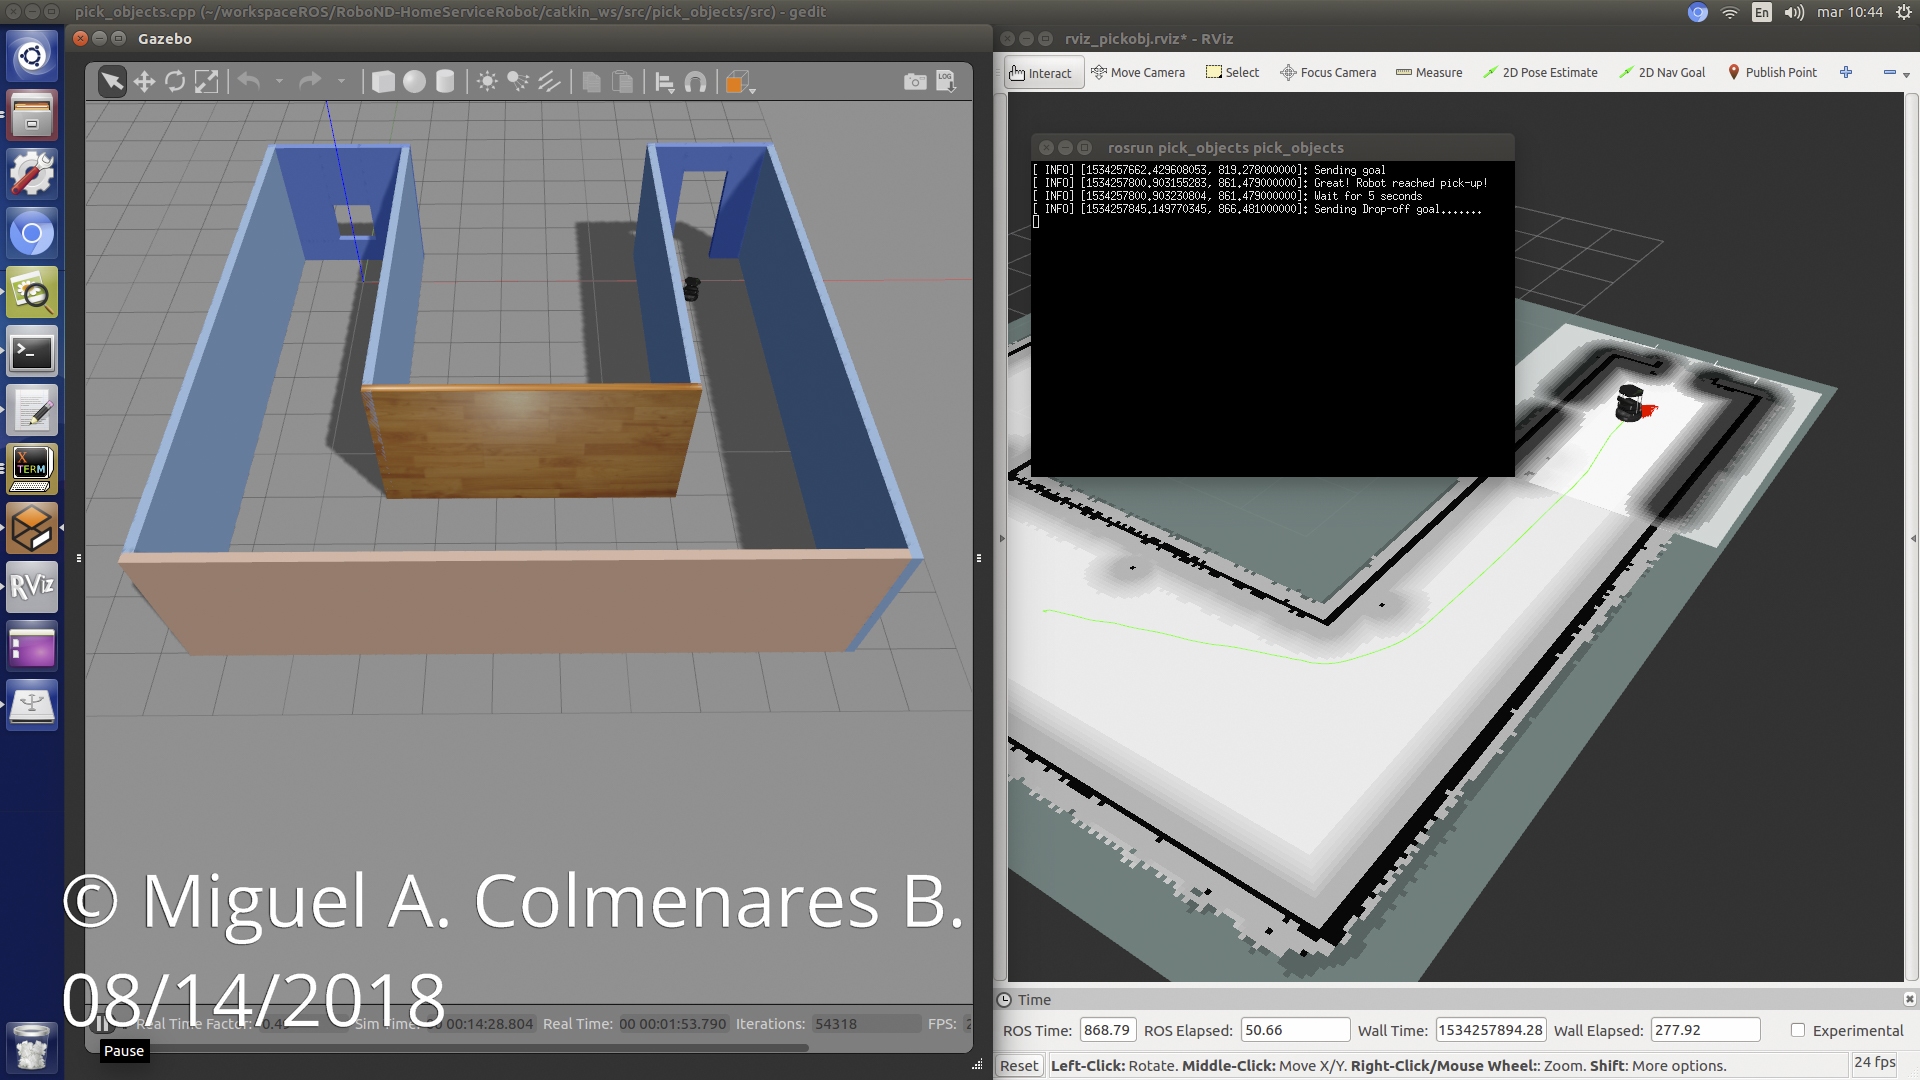 pick_objects.cpp (~/workspaceROS/RoboND-HomeServiceRobot/catkin_ws/src/pick_objects/src) - gedit
En
mar 10:44
Gazebo
LOG
rviz_pickobj.rviz* - RViz
Interact
Move Camera
Select
Focus Camera
Measure
2D Pose Estimate
2D Nav Goal
Publish Point
rosrun pick_objects pick_objects
[ INFO] [1534257662.429608053, 819.278000000]: Sending goal
[ INFO] [1534257800.903155283, 861.479000000]: Great! Robot reached pick-up!
[ INFO] [1534257800.903230804, 861.479000000]: Wait for 5 seconds
[ INFO] [1534257845.149770345, 866.481000000]: Sending Drop-off goal.......
X
TERM
RViz
© Miguel A. Colmenares B.
08/14/2018
Real Time Factor: Sim Time: 00:14:28.804 Real Time: 00 00:01:53.790 Iterations: 54318 FPS:
Pause
Time
ROS Time: 868.79 ROS Elapsed: 50.66 Wall Time: 1534257894.28 Wall Elapsed: 277.92 Experimental
Reset Left-Click: Rotate. Middle-Click: Move X/Y. Right-Click/Mouse Wheel:: Zoom. Shift: More options. 24 fps